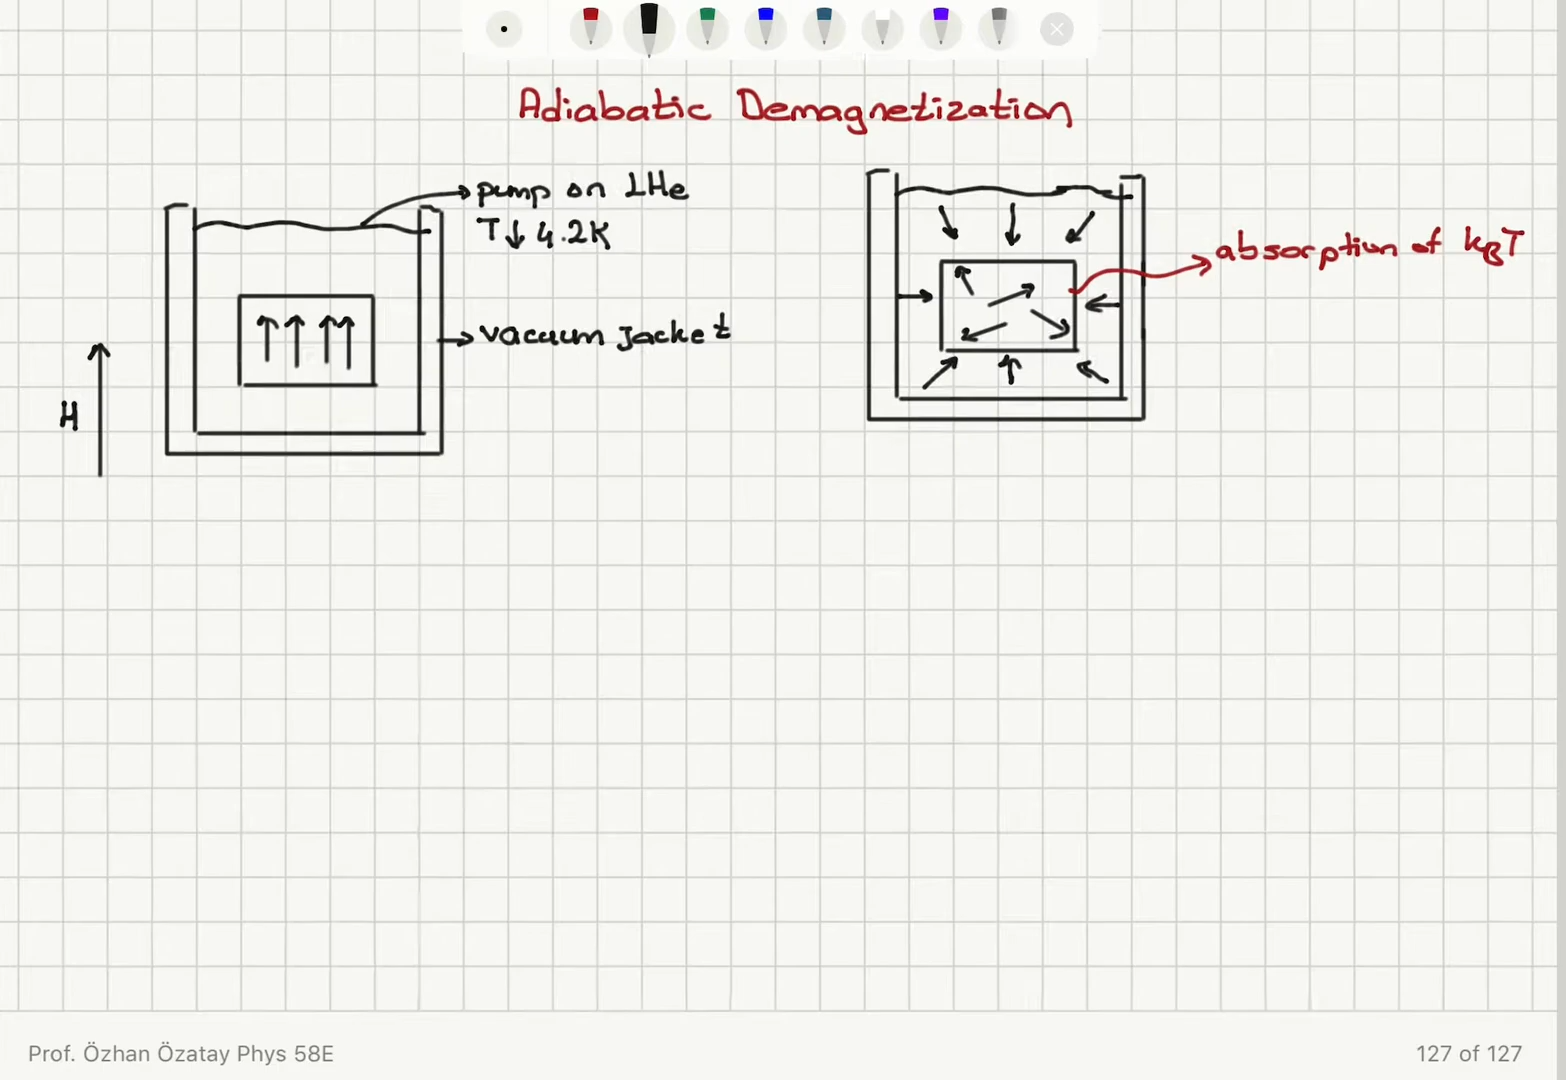 Adiabatic Demagnetization
pump on LHe
T↓ 4.2K
vacuum jacket
H
absorption of kBT
Prof. Özhan Özatay Phys 58E
127 of 127